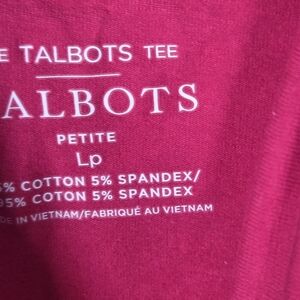 E TALBOTS TEE
ALBOTS
PETITE
Lp
5% COTTON 5% SPANDEX/
95% COTON 5% SPANDEX
DE IN VIETNAM/FABRIQUÉ AU VIETNAM